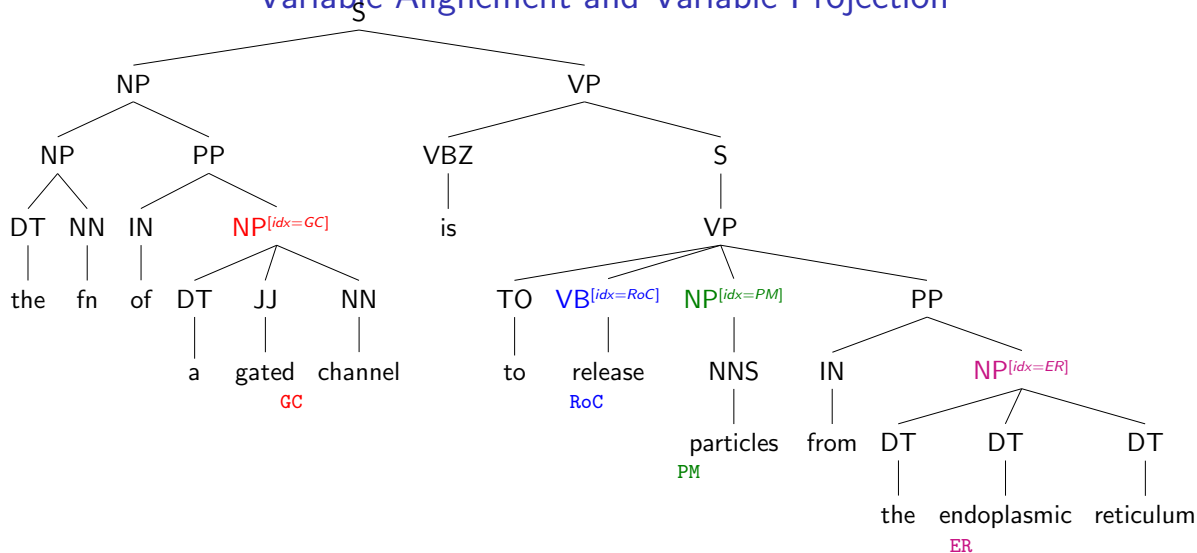 Variable Alignement and Variable Projection
S
NP VP
NP PP VBZ S
DT NN IN NP[idx=GC] is VP
the fn of DT JJ NN TO VB[idx=RoC] NP[idx=PM] PP
a gated channel to release NNS IN NP[idx=ER]
GC RoC
particles from DT DT DT
PM
the endoplasmic reticulum
ER